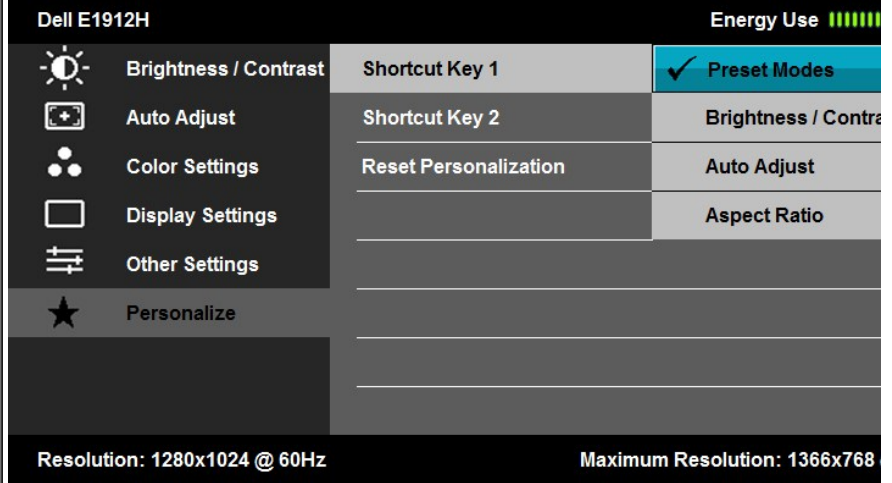 Dell E1912H Energy Use
Brightness / Contrast Shortcut Key 1 Preset Modes
Auto Adjust Shortcut Key 2 Brightness /
Color Settings Reset Personalization Auto Adjust
Display Settings Aspect Ratio
Other Settings
Personalize
Resolution: 1280x1024 @ 60Hz Maximum Resolution: 1366x768